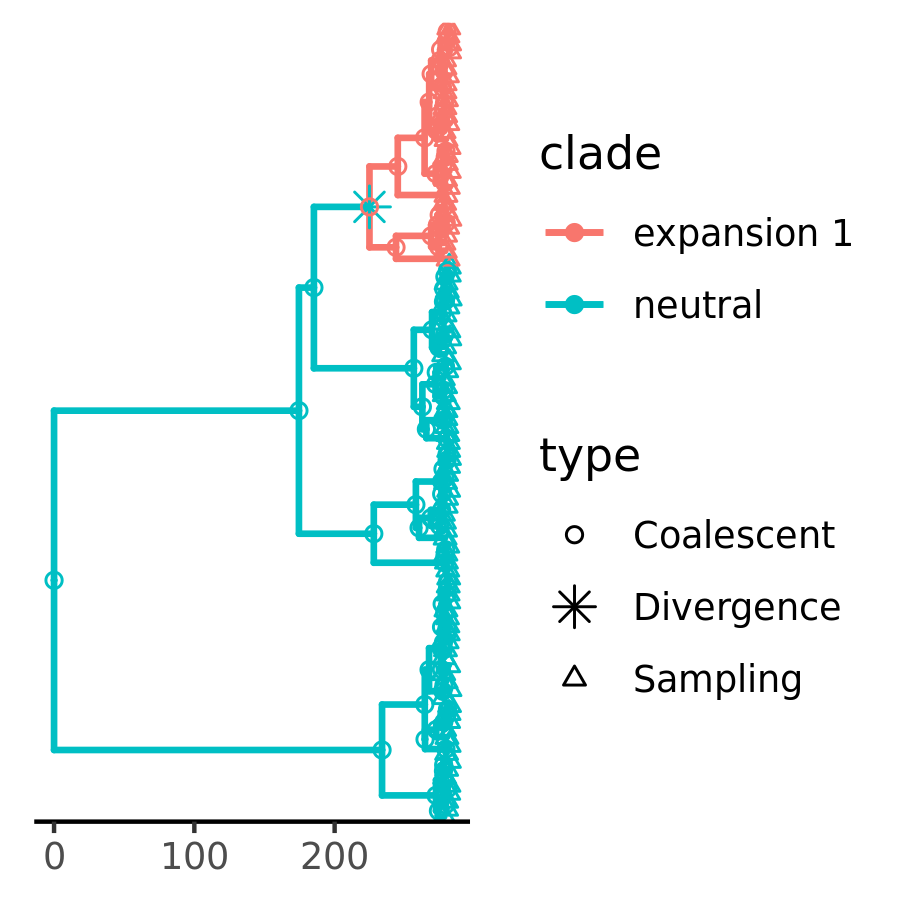 clade
expansion 1
neutral
type
Coalescent
Divergence
Sampling
0 100 200